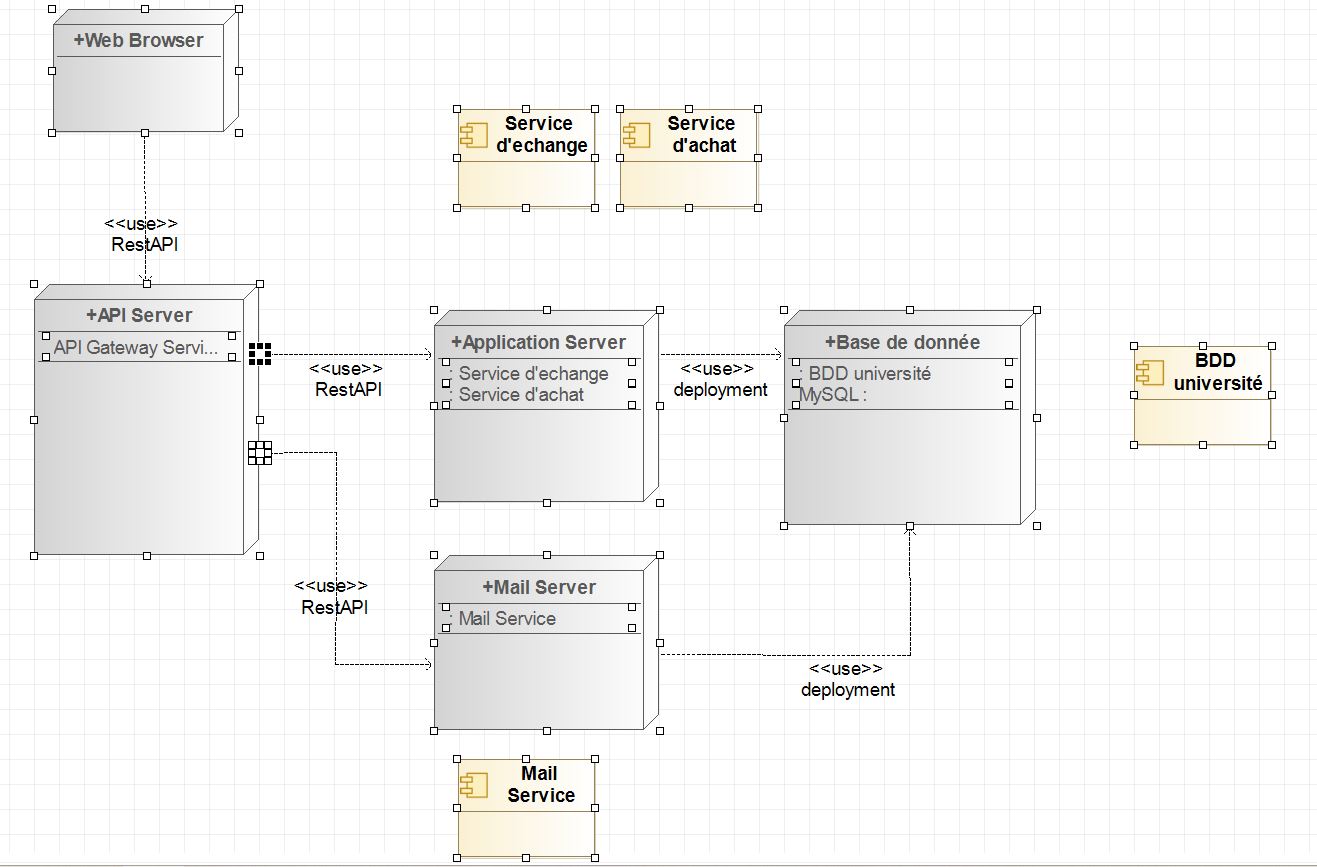 +Web Browser
Service
d'echange
Service
d'achat
<<use>>
RestAPI
+API Server
API Gateway Servi...
<<use>>
RestAPI
+Application Server
: Service d'echange
: Service d'achat
<<use>>
deployment
+Base de donnée
: BDD université
MySQL :
BDD
université
<<use>>
RestAPI
+Mail Server
: Mail Service
<<use>>
deployment
Mail
Service